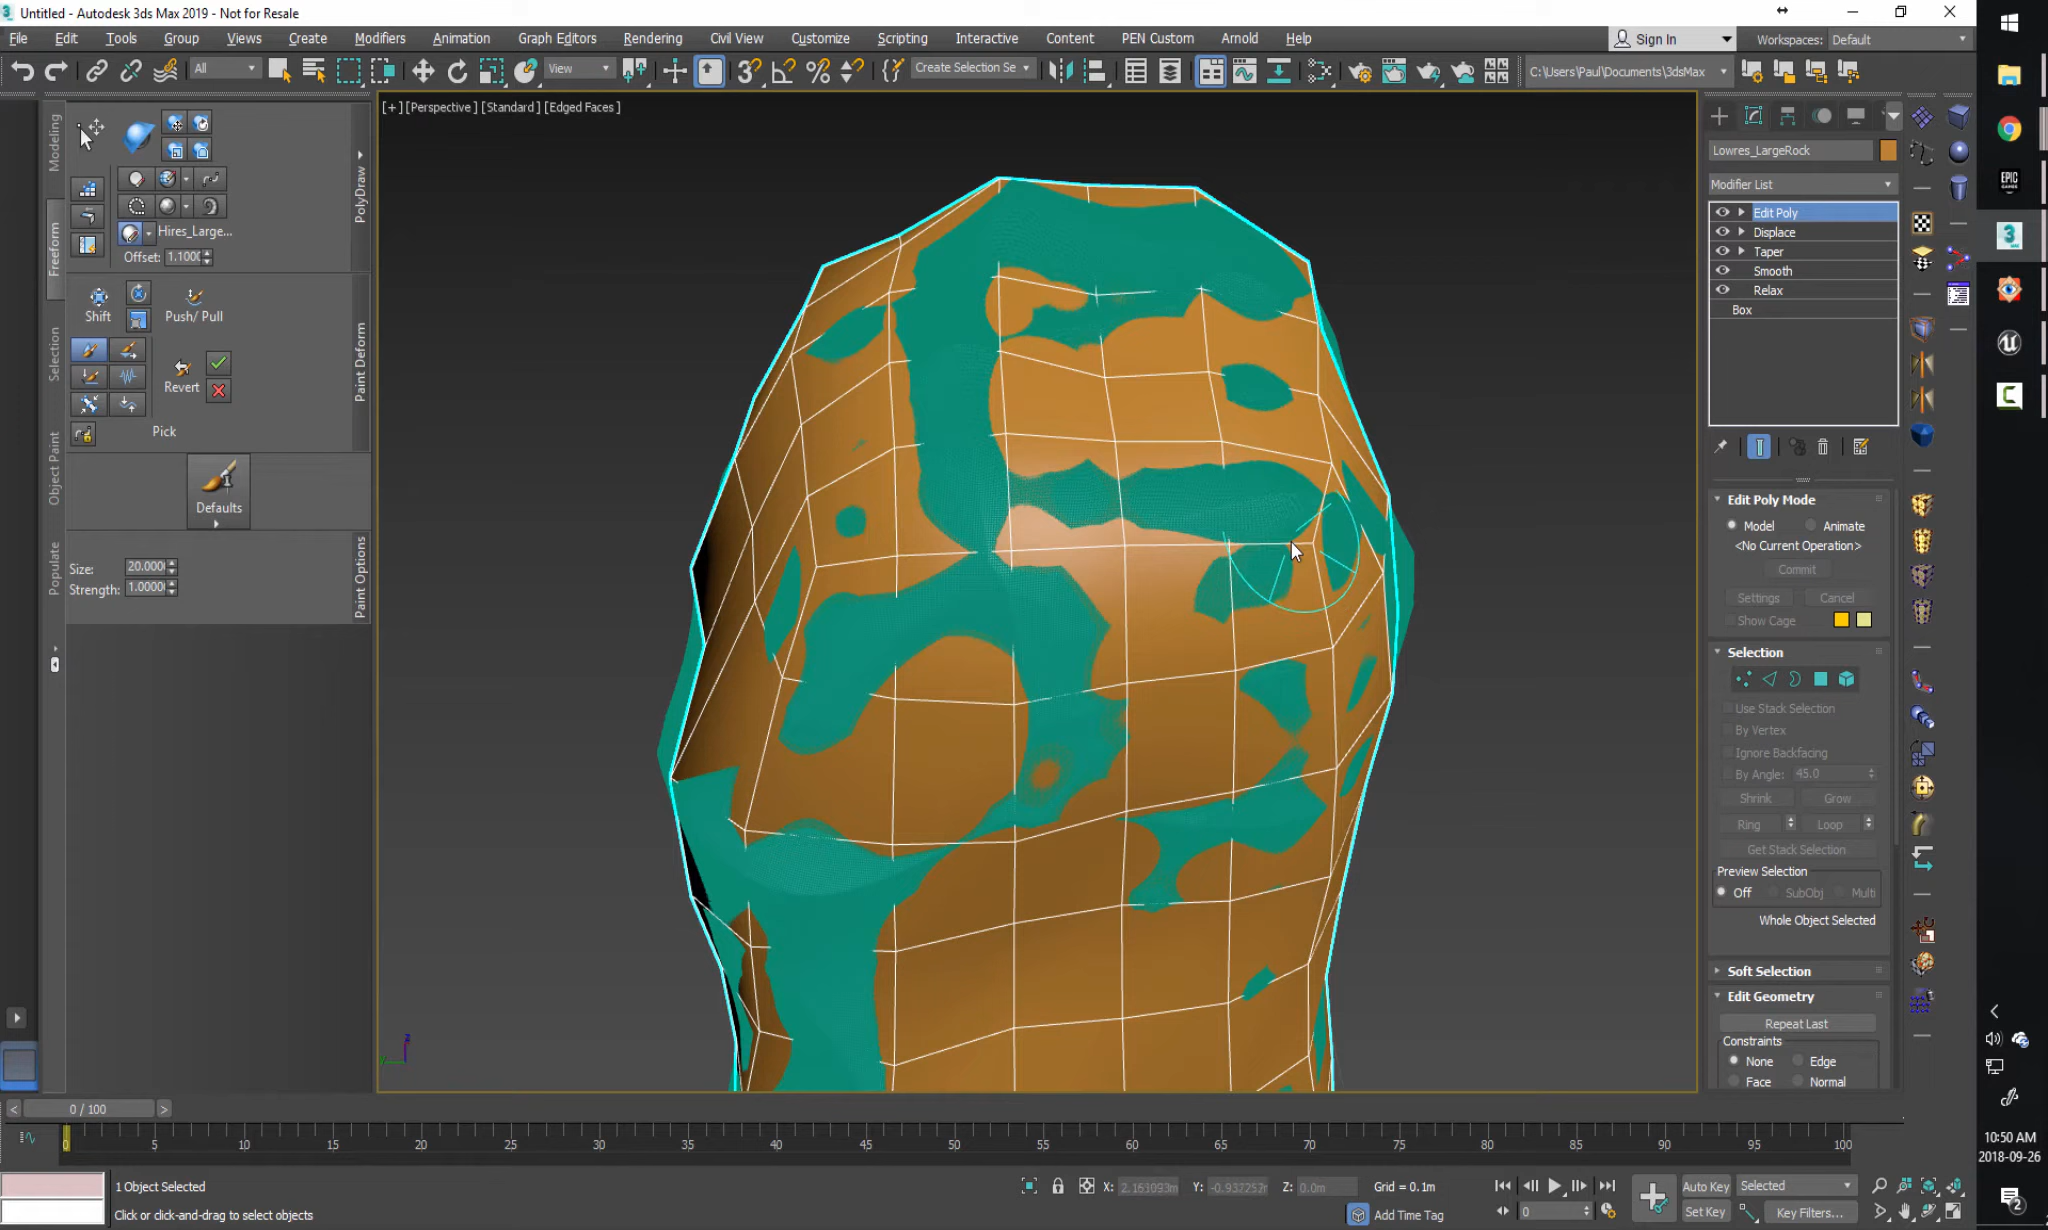 Untitled - Autodesk 3ds Max 2019 - Not for Resale
File Edit Tools Group Views Create Modifiers Animation Graph Editors Rendering Civil View Customize Scripting Interactive Content PEN Custom Arnold Help
Sign In
Workspaces: Default
All
View
Create Selection Se
C:\Users\Paul\Documents\3dsMax
[+] [Perspective] [Standard] [Edged Faces]
Modeling
Freeform
Selection
Object Paint
Populate
PolyDraw
Hires_Large...
Offset: 1.1000
Shift
Push/ Pull
Revert
Pick
Paint Deform
Defaults
Size: 20.0000
Strength: 1.00000
Paint Options
Lowres_LargeRock
Modifier List
Edit Poly
Displace
Taper
Smooth
Relax
Box
Edit Poly Mode
Model Animate
<No Current Operation>
Commit
Settings Cancel
Show Cage
Selection
Use Stack Selection
By Vertex
Ignore Backfacing
By Angle: 45.0
Shrink Grow
Ring Loop
Get Stack Selection
Preview Selection
Off SubObj Multi
Whole Object Selected
Soft Selection
Edit Geometry
Repeat Last
Constraints
None Edge
Face Normal
EPIC
GAMES
10:50 AM
2018-09-26
2
0 / 100
0 5 10 15 20 25 30 35 40 45 50 55 60 65 70 75 80 85 90 95 100
1 Object Selected
Click or click-and-drag to select objects
X: 2.163093m Y: -0.937252m Z: 0.0m Grid = 0.1m
Add Time Tag
0
Auto Key Selected
Set Key Key Filters...